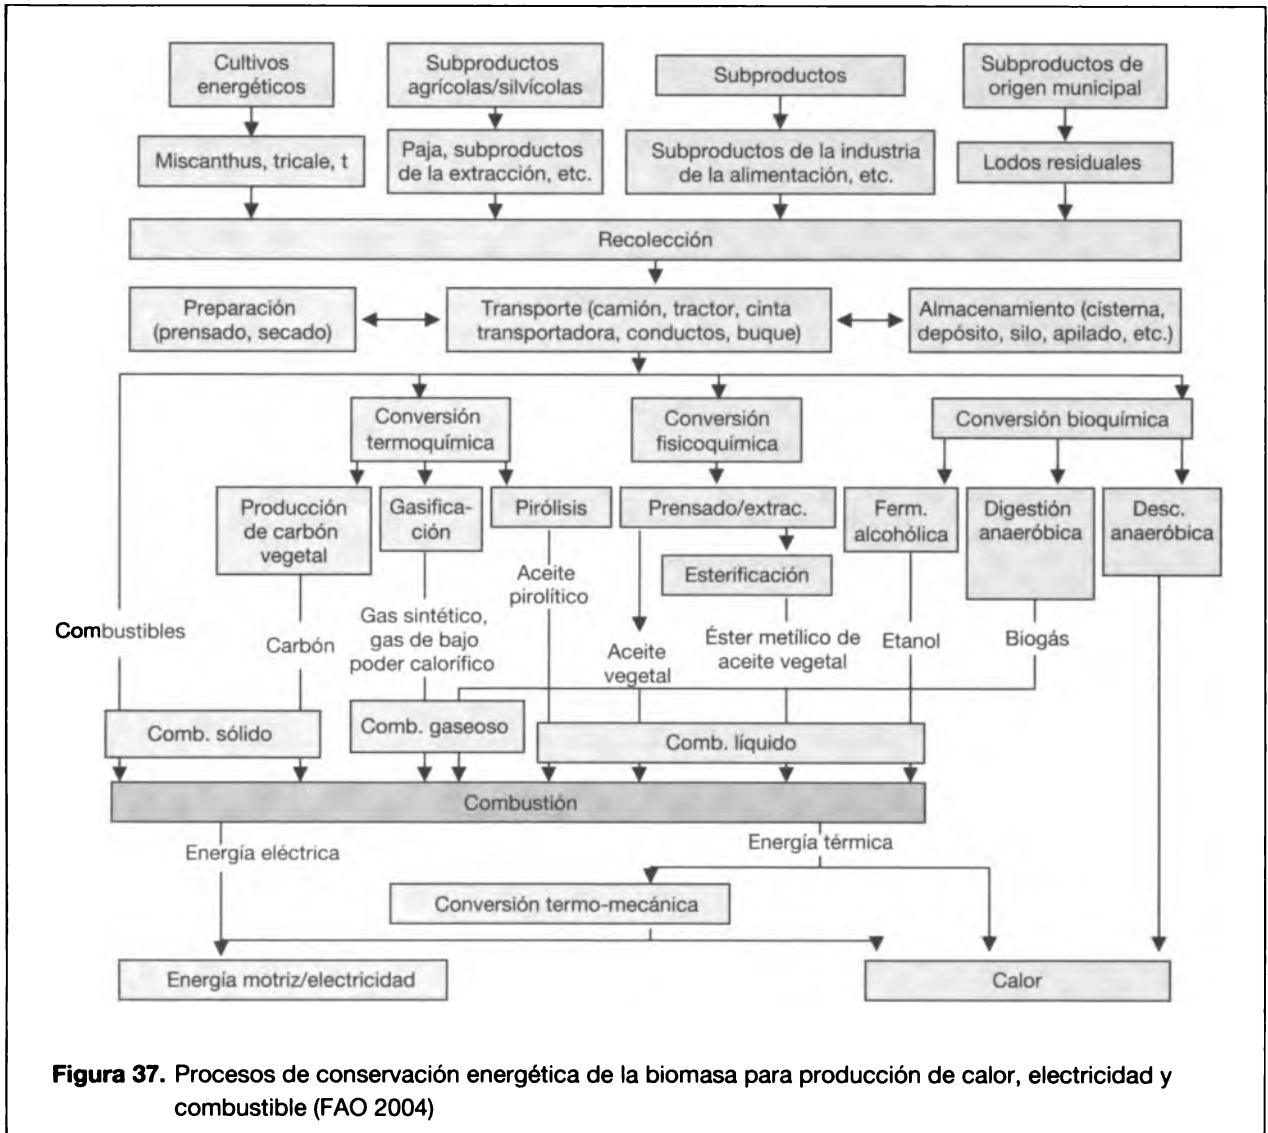 Cultivos
energéticos
Subproductos
agrícolas/silvícolas
Subproductos
Subproductos de
origen municipal
Miscanthus, tricale, t
Paja, subproductos
de la extracción, etc.
Subproductos de la industria
de la alimentación, etc.
Lodos residuales
Recolección
Preparación
(prensado, secado)
Transporte (camión, tractor, cinta
transportadora, conductos, buque)
Almacenamiento (cisterna,
depósito, silo, apilado, etc.)
Conversión
termoquímica
Conversión
fisicoquímica
Conversión bioquímica
Producción
de carbón
vegetal
Gasifica-
ción
Pirólisis
Prensado/extrac.
Ferm.
alcohólica
Digestión
anaeróbica
Desc.
anaeróbica
Esterificación
Aceite
pirolítico
Combustibles
Carbón
Gas sintético,
gas de bajo
poder calorífico
Aceite
vegetal
Éster metílico de
aceite vegetal
Etanol
Biogás
Comb. sólido
Comb. gaseoso
Comb. líquido
Combustión
Energía eléctrica
Energía térmica
Conversión termo-mecánica
Energía motriz/electricidad
Calor
Figura 37. Procesos de conservación energética de la biomasa para producción de calor, electricidad y
combustible (FAO 2004)